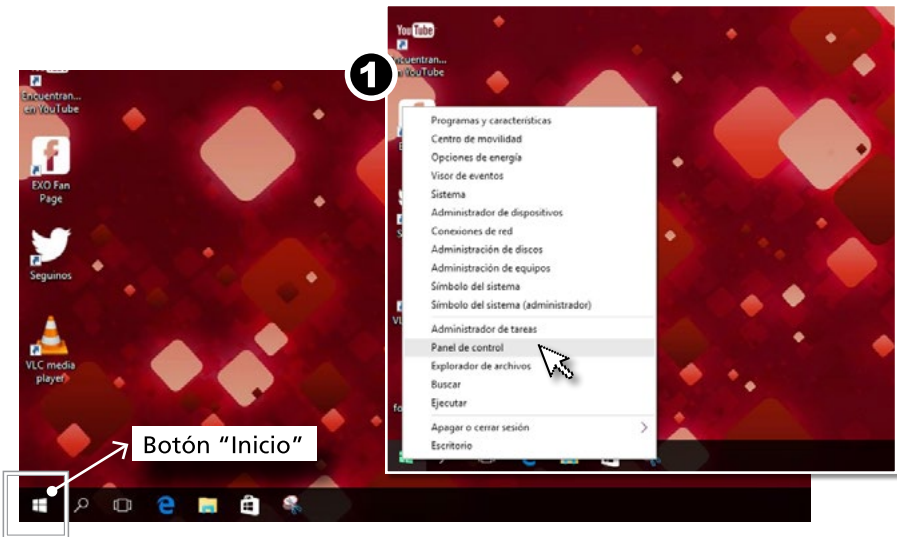 Encuentran...
en YouTube
EXO Fan
Page
Seguinos
VLC media
player
Botón “Inicio”
1
You Tube
Encuentran...
en YouTube
Programas y características
Centro de movilidad
Opciones de energía
Visor de eventos
Sistema
Administrador de dispositivos
Conexiones de red
Administración de discos
Administración de equipos
Símbolo del sistema
Símbolo del sistema (administrador)
Administrador de tareas
Panel de control
Explorador de archivos
Buscar
Ejecutar
Apagar o cerrar sesión
Escritorio